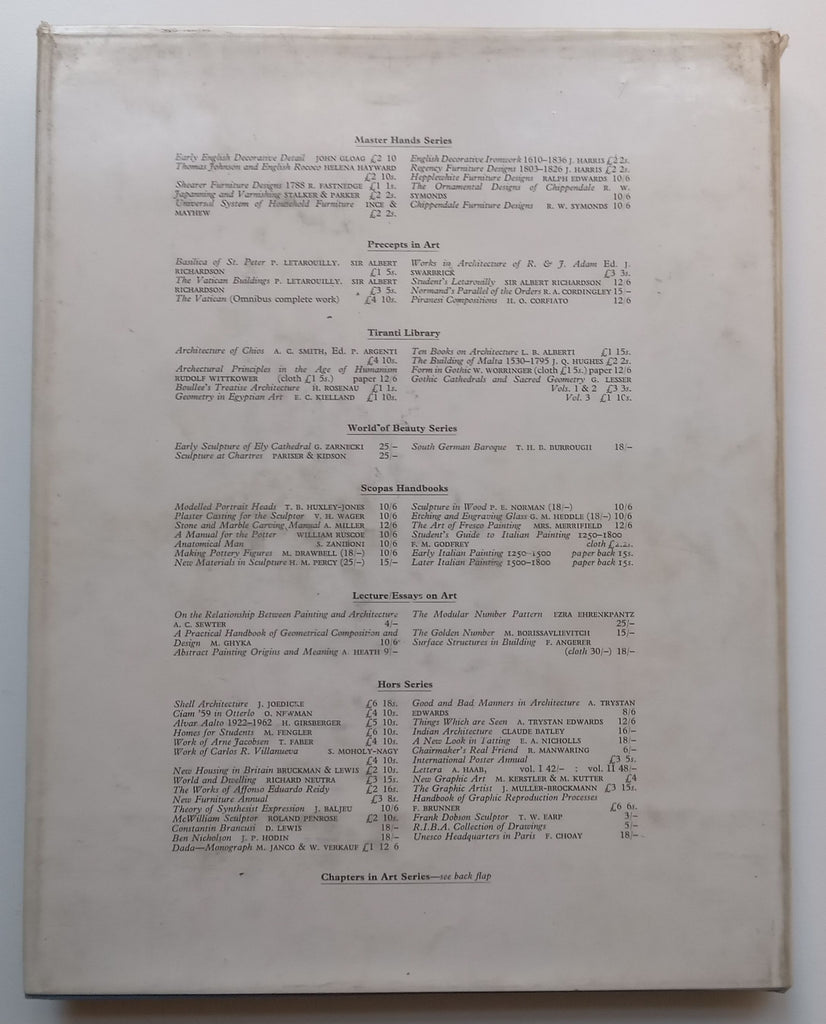 Master Hands Series
Early English Decorative Detail JOHN GLOAG £2 10
Thomas Johnson and English Rococo HELENA HAYWARD
£2 10s.
Shearer Furniture Designs 1788 R. FASTNEDGE £1 1s.
Japanning and Varnishing STALKER & PARKER £2 2s.
Universal System of Household Furniture INCE &
MAYHEW £2 2s.
English Decorative Ironwork 1610–1836 J. HARRIS £2 2s.
Regency Furniture Designs 1803–1826 J. HARRIS £2 2s.
Hepplewhite Furniture Designs RALPH EDWARDS 10/6
The Ornamental Designs of Chippendale R. W.
SYMONDS 10/6
Chippendale Furniture Designs R. W. SYMONDS 10/6
Precepts in Art
Basilica of St. Peter P. LETAROUILLY. SIR ALBERT
RICHARDSON £1 5s.
The Vatican Buildings P. LETAROUILLY. SIR ALBERT
RICHARDSON £3 5s.
The Vatican (Omnibus complete work) £4 10s.
Works in Architecture of R. & J. Adam Ed. J.
SWARBRICK £3 3s.
Student's Letarouilly SIR ALBERT RICHARDSON 12/6
Normand's Parallel of the Orders R. A. CORDINGLEY 15/–
Piranesi Compositions H. O. CORFIATO 12/6
Tiranti Library
Architecture of Chios A. C. SMITH, Ed. P. ARGENTI
£4 10s.
Archectural Principles in the Age of Humanism
RUDOLF WITTKOWER (cloth £1 5s.) paper 12/6
Boullee's Treatise Architecture H. ROSENAU £1 1s.
Geometry in Egyptian Art E. C. KIELLAND £1 10s.
Ten Books on Architecture L. B. ALBERTI £1 15s.
The Building of Malta 1530–1795 J. Q. HUGHES £2 2s.
Form in Gothic W. WORRINGER (cloth £1 5s.) paper 12/6
Gothic Cathedrals and Sacred Geometry G. LESSER
Vols. 1 & 2 £3 3s.
Vol. 3 £1 10s.
World of Beauty Series
Early Sculpture of Ely Cathedral G. ZARNECKI 25/–
Sculpture at Chartres PARISER & KIDSON 25/–
South German Baroque T. H. B. BURROUGH 18/–
Scopas Handbooks
Modelled Portrait Heads T. B. HUXLEY-JONES 10/6
Plaster Casting for the Sculptor V. H. WAGER 10/6
Stone and Marble Carving Manual A. MILLER 12/6
A Manual for the Potter WILLIAM RUSCOE 10/6
Anatomical Man S. ZANIBONI 10/6
Making Pottery Figures M. DRAWBELL (18/–) 10/6
New Materials in Sculpture H. M. PERCY (25/–) 15/–
Sculpture in Wood P. E. NORMAN (18/–) 10/6
Etching and Engraving Glass G. M. HEDDLE (18/–) 10/6
The Art of Fresco Painting MRS. MERRIFIELD 12/6
Student's Guide to Italian Painting 1250–1800
F. M. GODFREY cloth £2.2s.
Early Italian Painting 1250–1500 paper back 15s.
Later Italian Painting 1500–1800 paper back 15s.
Lecture/Essays on Art
On the Relationship Between Painting and Architecture
A. C. SEWTER 4/–
A Practical Handbook of Geometrical Composition and
Design M. GHYKA 10/6
Abstract Painting Origins and Meaning A. HEATH 9/–
The Modular Number Pattern EZRA EHRENKPANTZ
25/–
The Golden Number M. BORISSAVLIEVITCH 15/–
Surface Structures in Building F. ANGERER
(cloth 30/–) 18/–
Hors Series
Shell Architecture J. JOEDICKE £6 18s.
Ciam '59 in Otterlo O. NEWMAN £4 10s.
Alvar Aalto 1922–1962 H. GIRSBERGER £5 10s.
Homes for Students M. FENGLER £6 10s.
Work of Arne Jacobsen T. FABER £4 10s.
Work of Carlos R. Villanueva S. MOHOLY-NAGY
£4 10s.
New Housing in Britain BRUCKMAN & LEWIS £2 10s.
World and Dwelling RICHARD NEUTRA £3 15s.
The Works of Affonso Eduardo Reidy £2 16s.
New Furniture Annual £3 8s.
Theory of Synthesist Expression J. BALJEU 10/6
McWilliam Sculptor ROLAND PENROSE £2 10s.
Constantin Brancusi D. LEWIS 18/–
Ben Nicholson J. P. HODIN 18/–
Dada—Monograph M. JANCO & W. VERKAUF £1 12 6
Good and Bad Manners in Architecture A. TRYSTAN
EDWARDS 8/6
Things Which are Seen A. TRYSTAN EDWARDS 12/6
Indian Architecture CLAUDE BATLEY 16/–
A New Look in Tatting E. A. NICHOLLS 18/–
Chairmaker's Real Friend R. MANWARING 6/–
International Poster Annual £3 5s.
Lettera A. HAAB, vol. I 42/– : vol. II 48/–
New Graphic Art M. KERSTLER & M. KUTTER £4
The Graphic Artist J. MULLER-BROCKMANN £3 15s.
Handbook of Graphic Reproduction Processes
F. BRUNNER £6 6s.
Frank Dobson Sculptor T. W. EARP 3/–
R.I.B.A. Collection of Drawings 5/–
Unesco Headquarters in Paris F. CHOAY 18/–
Chapters in Art Series—see back flap